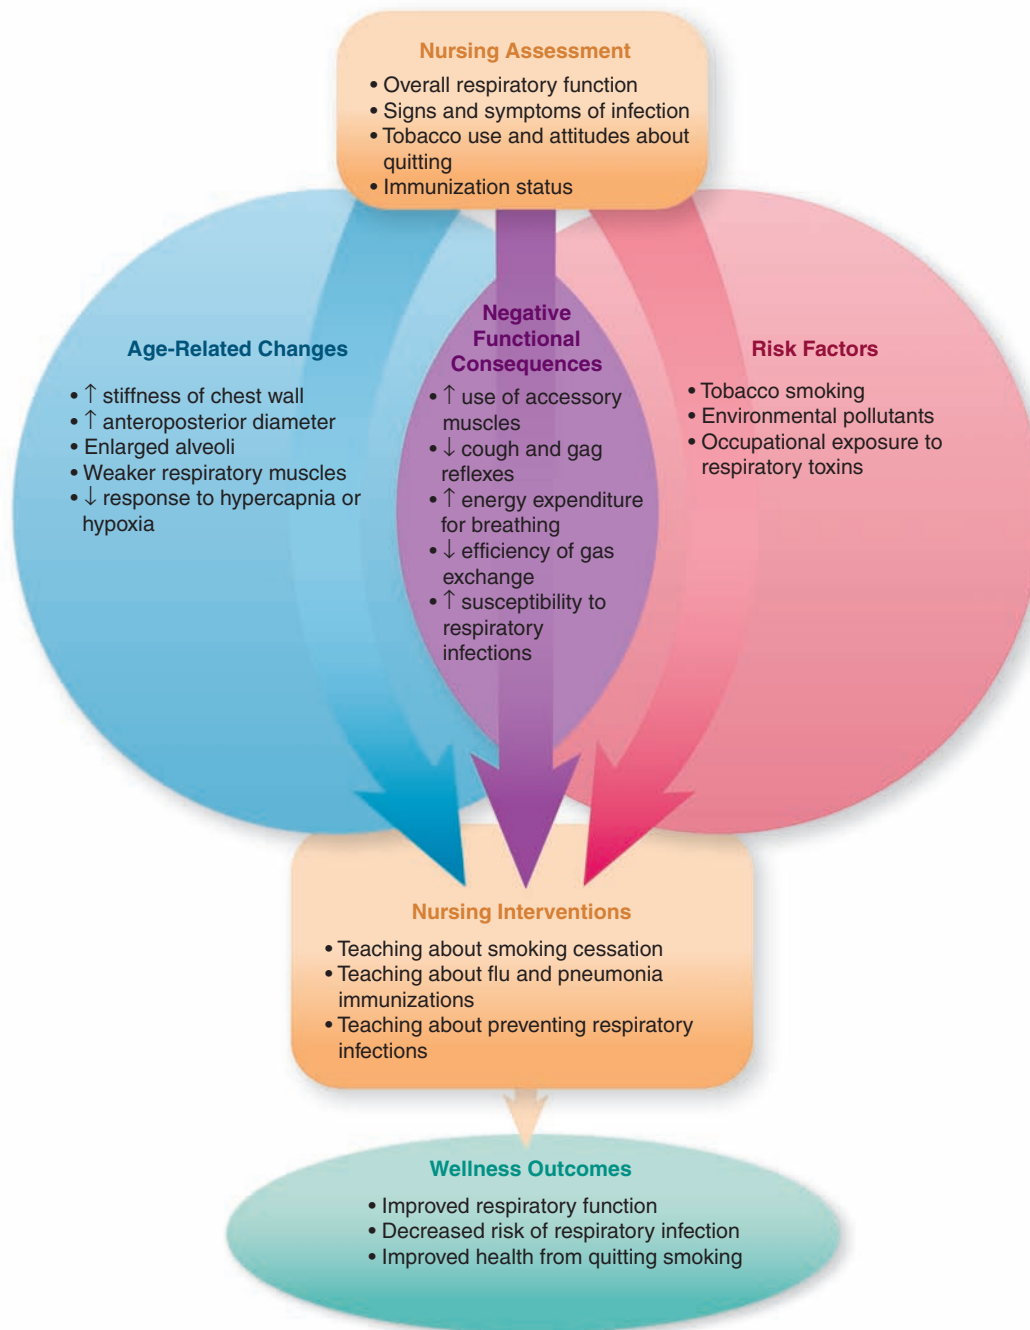 Nursing Assessment
• Overall respiratory function
• Signs and symptoms of infection
• Tobacco use and attitudes about
quitting
• Immunization status
Age-Related Changes
• ↑ stiffness of chest wall
• ↑ anteroposterior diameter
• Enlarged alveoli
• Weaker respiratory muscles
• ↓ response to hypercapnia or
hypoxia
Negative
Functional
Consequences
• ↑ use of accessory
muscles
• ↓ cough and gag
reflexes
• ↑ energy expenditure
for breathing
• ↓ efficiency of gas
exchange
• ↑ susceptibility to
respiratory
infections
Risk Factors
• Tobacco smoking
• Environmental pollutants
• Occupational exposure to
respiratory toxins
Nursing Interventions
• Teaching about smoking cessation
• Teaching about flu and pneumonia
immunizations
• Teaching about preventing respiratory
infections
Wellness Outcomes
• Improved respiratory function
• Decreased risk of respiratory infection
• Improved health from quitting smoking